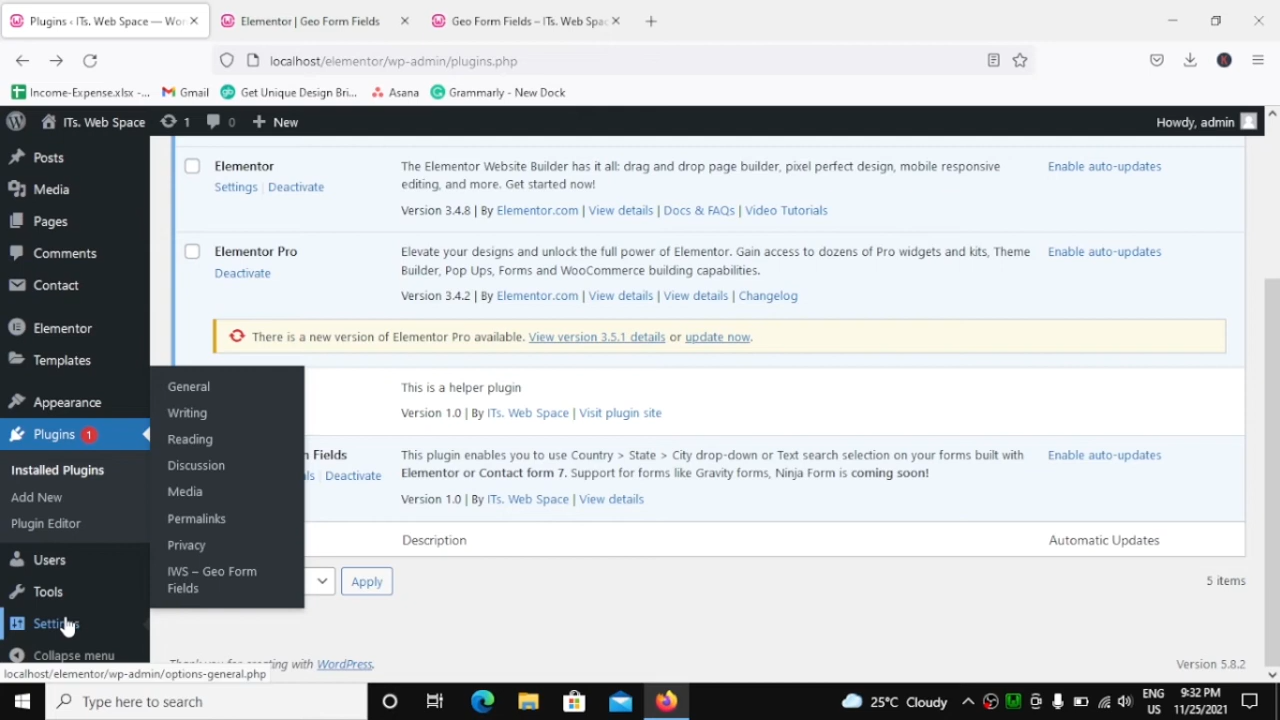 Plugins ‹ ITs. Web Space — Wor
Elementor | Geo Form Fields
Geo Form Fields – ITs. Web Spac
localhost/elementor/wp-admin/plugins.php
Income-Expense.xlsx -...
Gmail
Get Unique Design Bri...
Asana
Grammarly - New Dock
ITs. Web Space
1
0
New
Howdy, admin
Posts
Media
Pages
Comments
Contact
Elementor
Templates
Appearance
Plugins 1
Installed Plugins
Add New
Plugin Editor
Users
Tools
Settings
Collapse menu
General
Writing
Reading
Discussion
Media
Permalinks
Privacy
IWS – Geo Form
Fields
Elementor
Settings | Deactivate
The Elementor Website Builder has it all: drag and drop page builder, pixel perfect design, mobile responsive
editing, and more. Get started now!
Version 3.4.8 | By Elementor.com | View details | Docs & FAQs | Video Tutorials
Enable auto-updates
Elementor Pro
Deactivate
Elevate your designs and unlock the full power of Elementor. Gain access to dozens of Pro widgets and kits, Theme
Builder, Pop Ups, Forms and WooCommerce building capabilities.
Version 3.4.2 | By Elementor.com | View details | View details | Changelog
Enable auto-updates
There is a new version of Elementor Pro available. View version 3.5.1 details or update now.
This is a helper plugin
Version 1.0 | By ITs. Web Space | Visit plugin site
Fields
Deactivate
This plugin enables you to use Country > State > City drop-down or Text search selection on your forms built with
Elementor or Contact form 7. Support for forms like Gravity forms, Ninja Form is coming soon!
Version 1.0 | By ITs. Web Space | View details
Enable auto-updates
Description
Automatic Updates
Apply
5 items
Thank you for creating with WordPress.
Version 5.8.2
localhost/elementor/wp-admin/options-general.php
Type here to search
25°C Cloudy
ENG
US
9:32 PM
11/25/2021